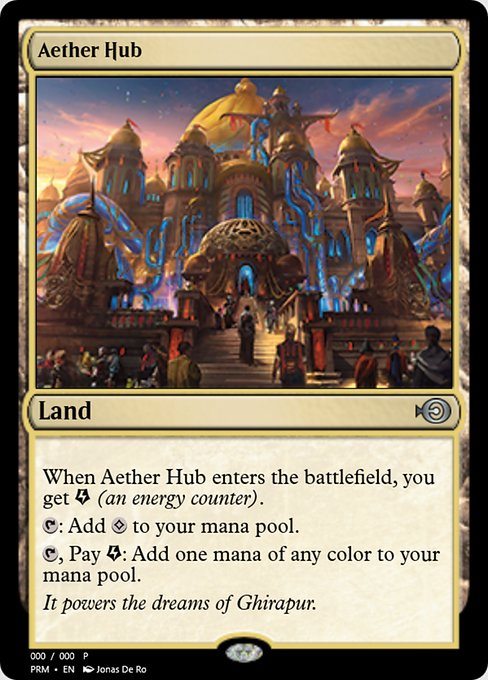 Aether Hub
Land
When Aether Hub enters the battlefield, you
get (an energy counter).
: Add to your mana pool.
, Pay : Add one mana of any color to your
mana pool.
It powers the dreams of Ghirapur.
000 / 000 P
PRM • EN Jonas De Ro